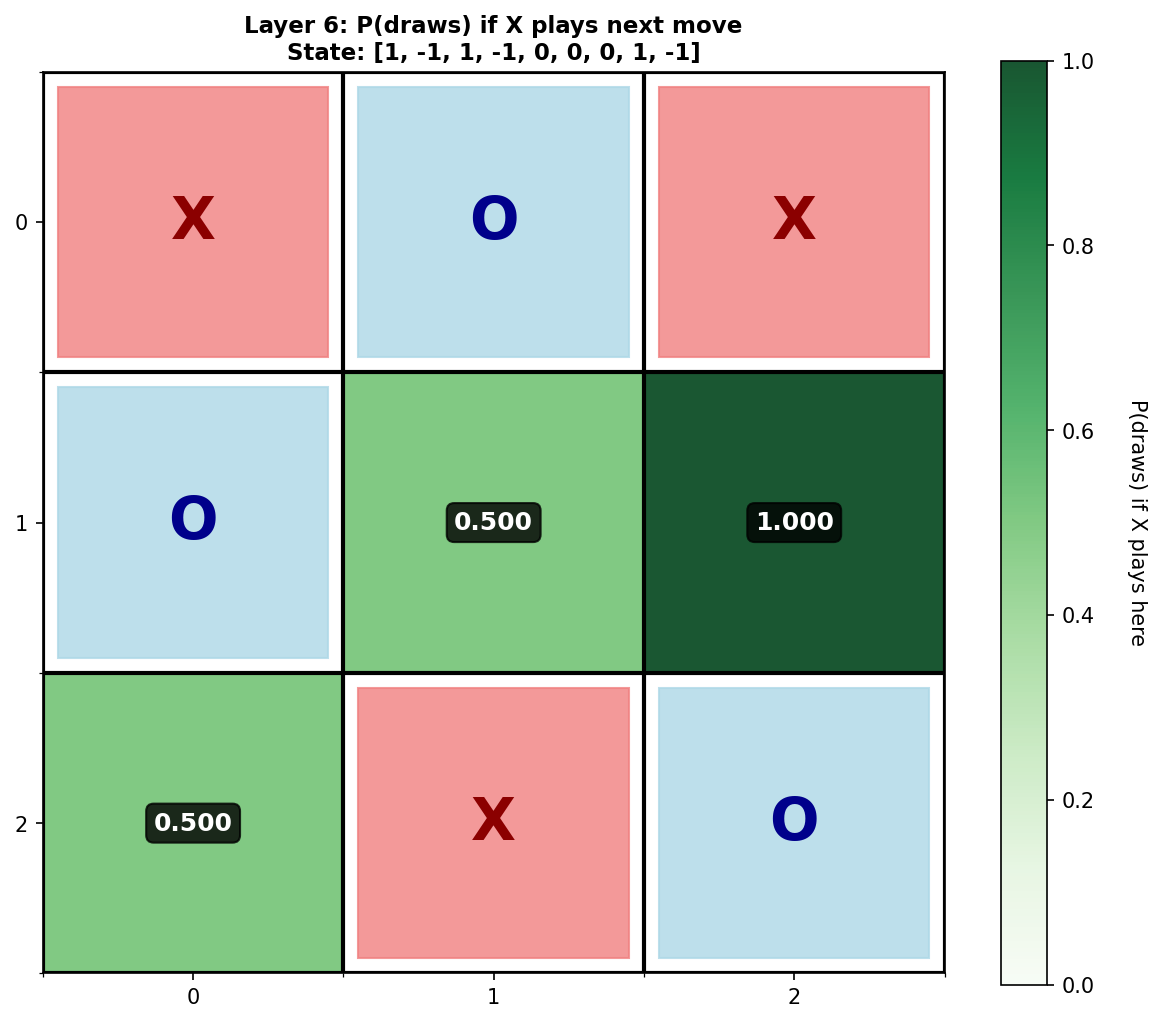 Layer 6: P(draws) if X plays next move
State: [1, -1, 1, -1, 0, 0, 0, 1, -1]
X O X
0
O 0.500 1.000
1
0.500 X O
2
0 1 2
1.0
0.8
0.6
0.4
0.2
0.0
P(draws) if X plays here